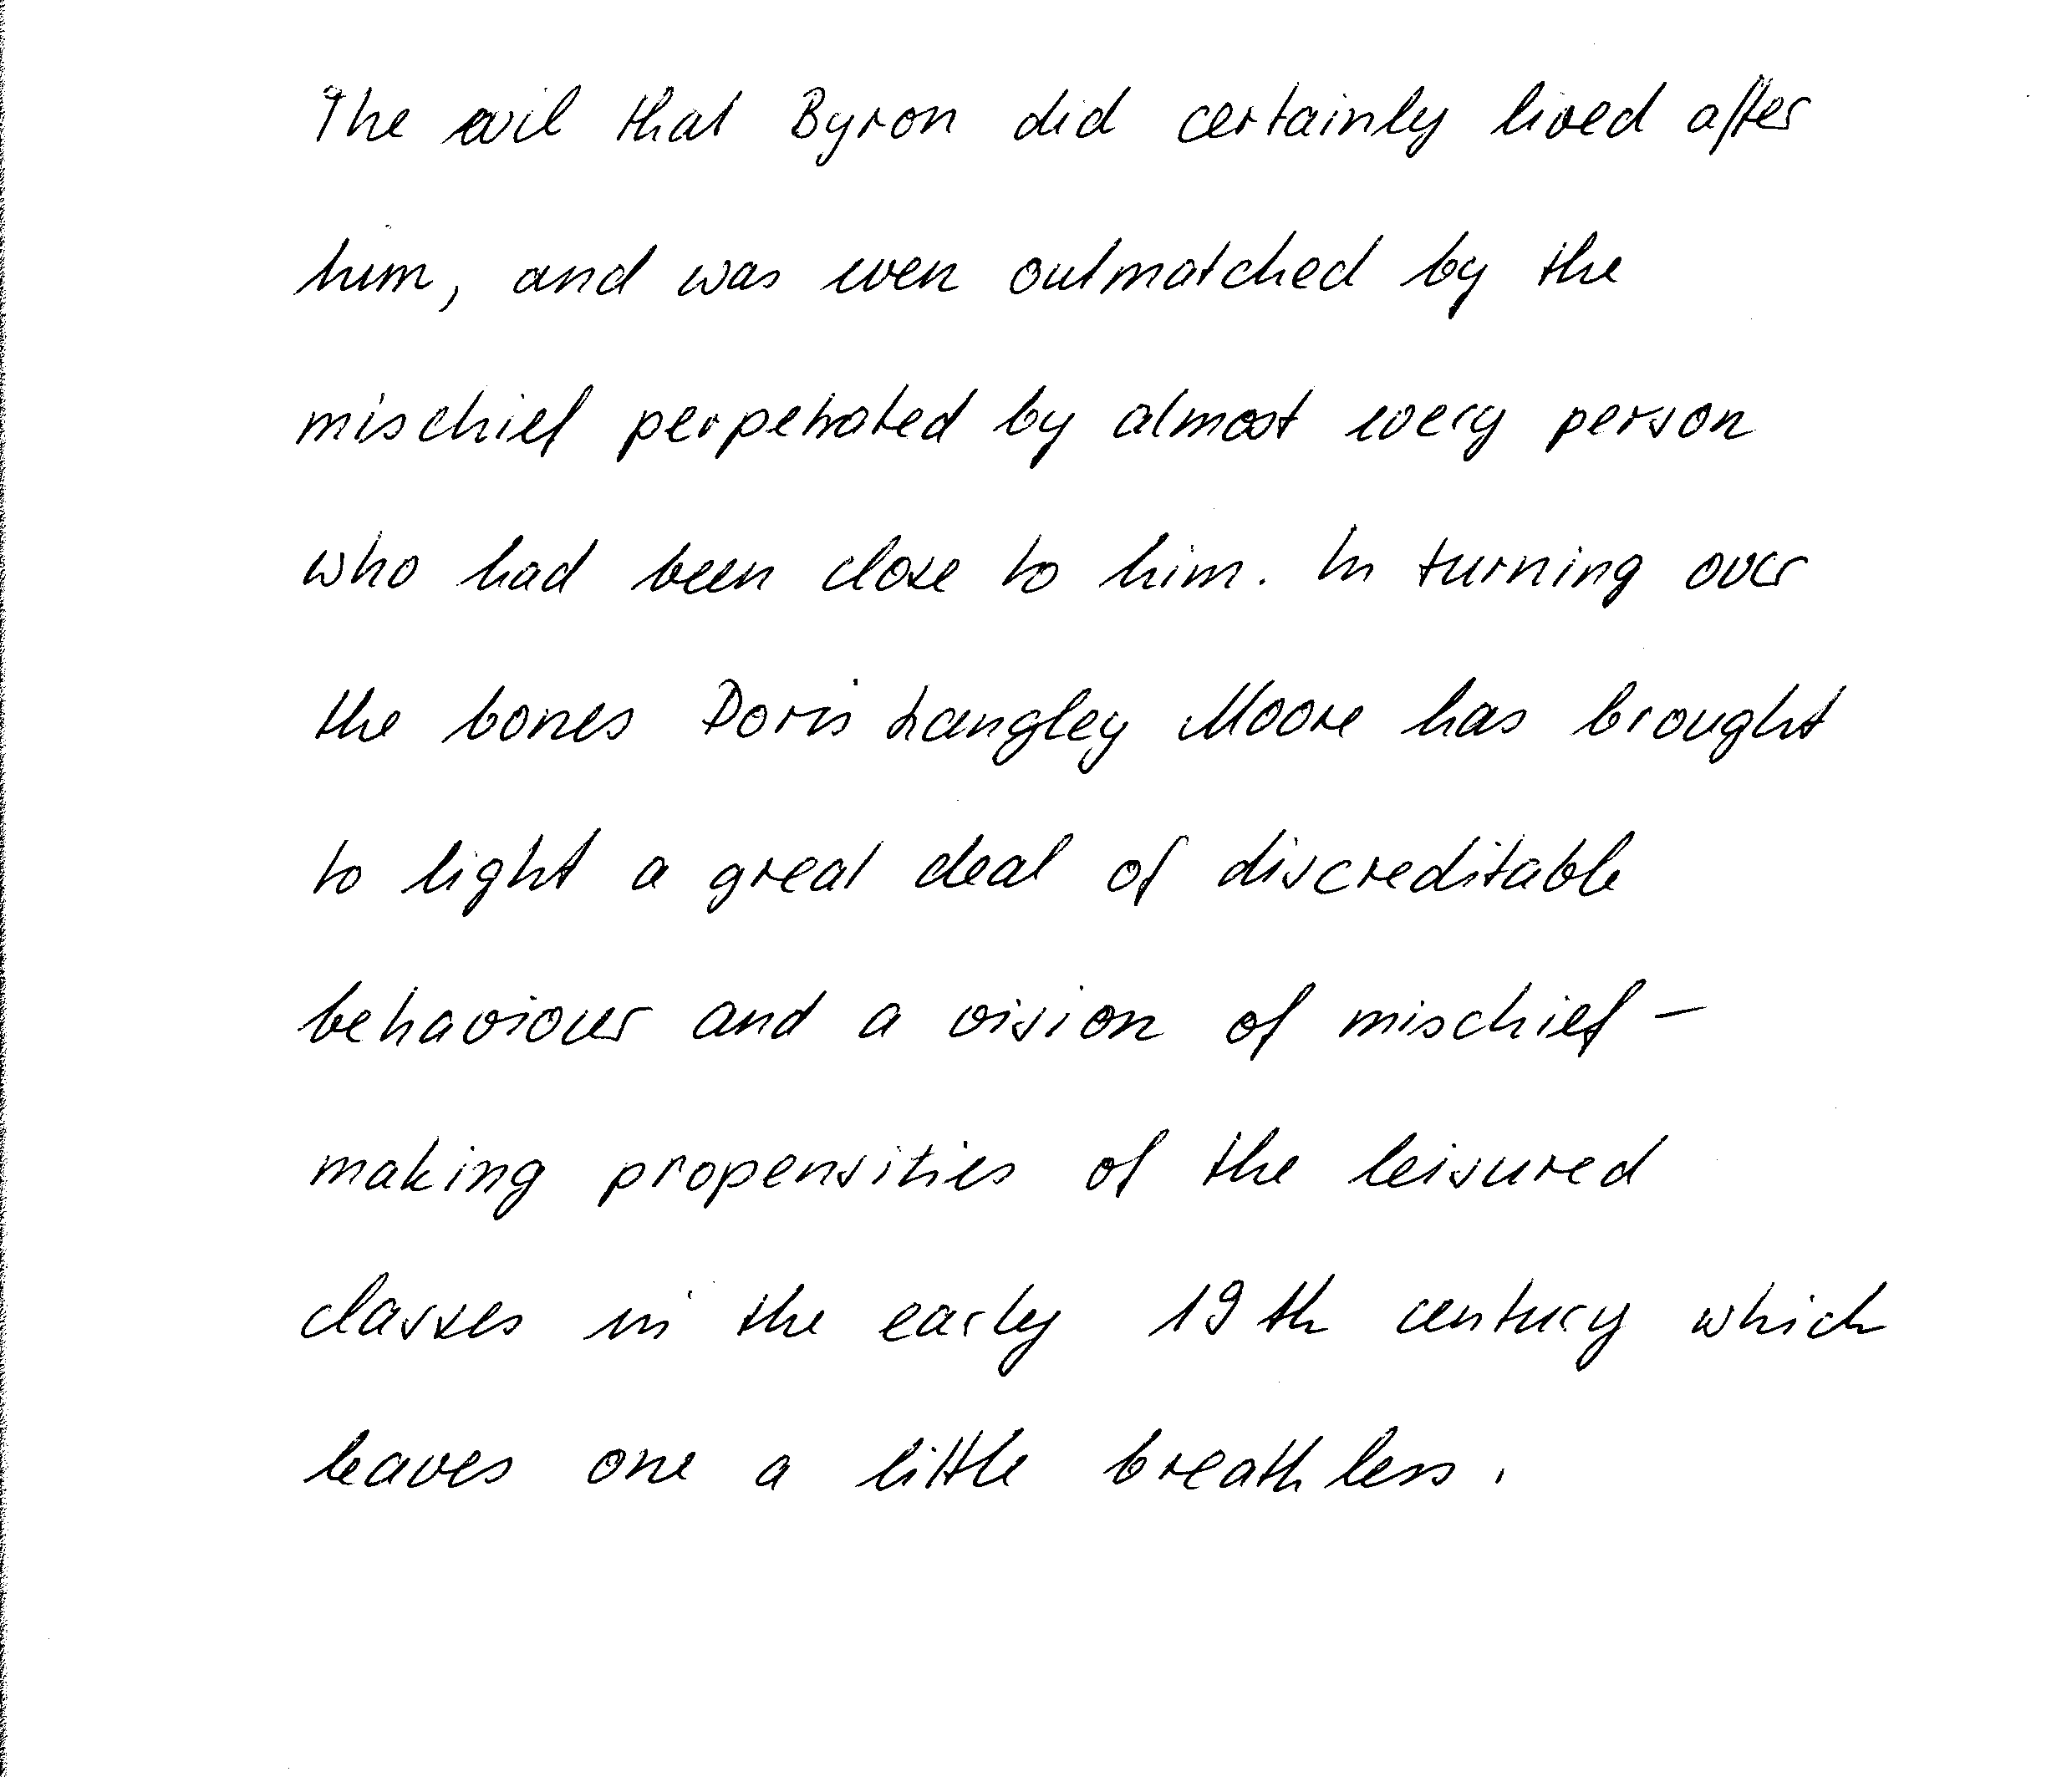 The evil that Byron did certainly lived after
him, and was even outmatched by the
mischief perpetrated by almost every person
who had been close to him. In turning over
the bones Doris Langley Moore has brought
to light a great deal of discreditable
behaviour and a vision of mischief-
making propensities of the leisured
classes in the early 19th century which
leaves one a little breathless.